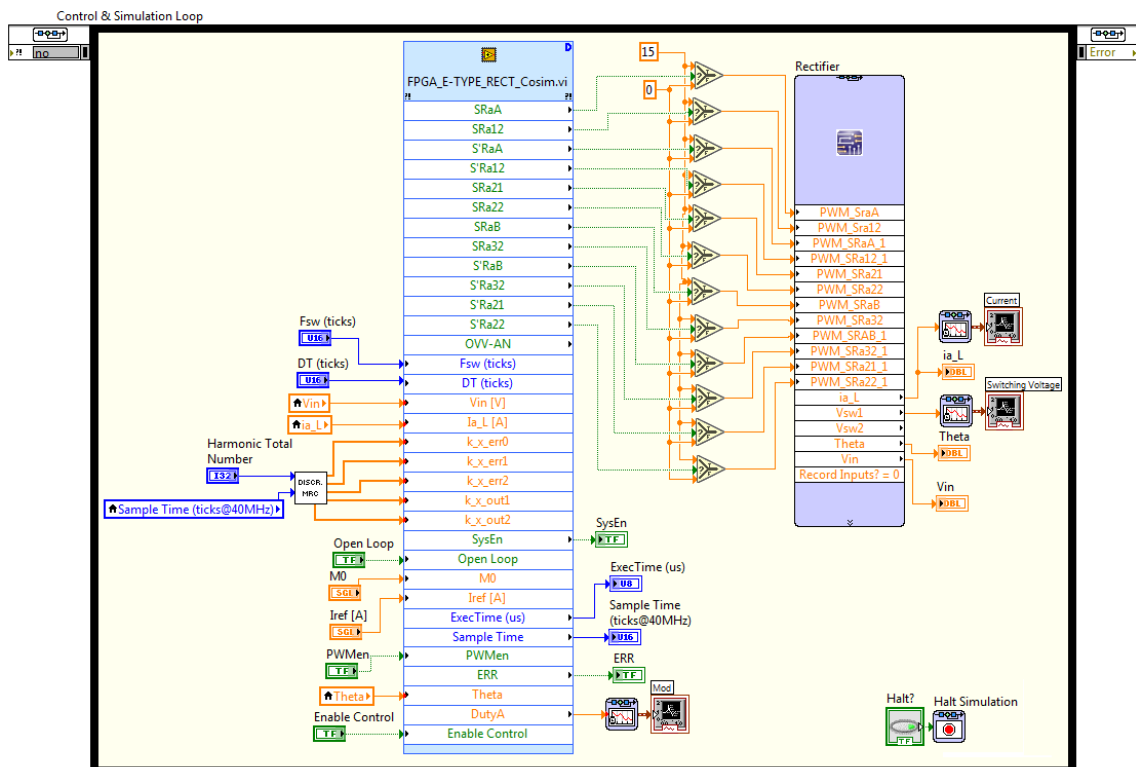 Control & Simulation Loop
?! no
Error
FPGA_E-TYPE_RECT_Cosim.vi
D
?! ?!
SRaA
SRa12
S'RaA
S'Ra12
SRa21
SRa22
SRaB
SRa32
S'RaB
S'Ra32
S'Ra21
S'Ra22
OVV-AN
Fsw (ticks)
DT (ticks)
Vin [V]
Ia_L [A]
k_x_err0
k_x_err1
k_x_err2
k_x_out1
k_x_out2
SysEn
Open Loop
M0
Iref [A]
ExecTime (us)
Sample Time
PWMen
ERR
Theta
DutyA
Enable Control
Fsw (ticks)
U16
DT (ticks)
U16
Vin
ia_L
Harmonic Total
Number
I32
DISCR.
MRC
Sample Time (ticks@40MHz)
Open Loop
TF
M0
SGL
Iref [A]
SGL
PWMen
TF
Theta
Enable Control
TF
15
0
? T F
? T F
? T F
? T F
? T F
? T F
? T F
? T F
? T F
? T F
? T F
? T F
Rectifier
PWM_SraA
PWM_Sra12
PWM_SRaA_1
PWM_SRa12_1
PWM_SRa21
PWM_SRa22
PWM_SRaB
PWM_SRa32
PWM_SRAB_1
PWM_SRa32_1
PWM_SRa21_1
PWM_SRa22_1
ia_L
Vsw1
Vsw2
Theta
Vin
Record Inputs? = 0
Current
ia_L
DBL
Switching Voltage
Theta
DBL
Vin
DBL
SysEn
TF
ExecTime (us)
U8
Sample Time
(ticks@40MHz)
U16
ERR
TF
Mod
Halt?
TF
Halt Simulation